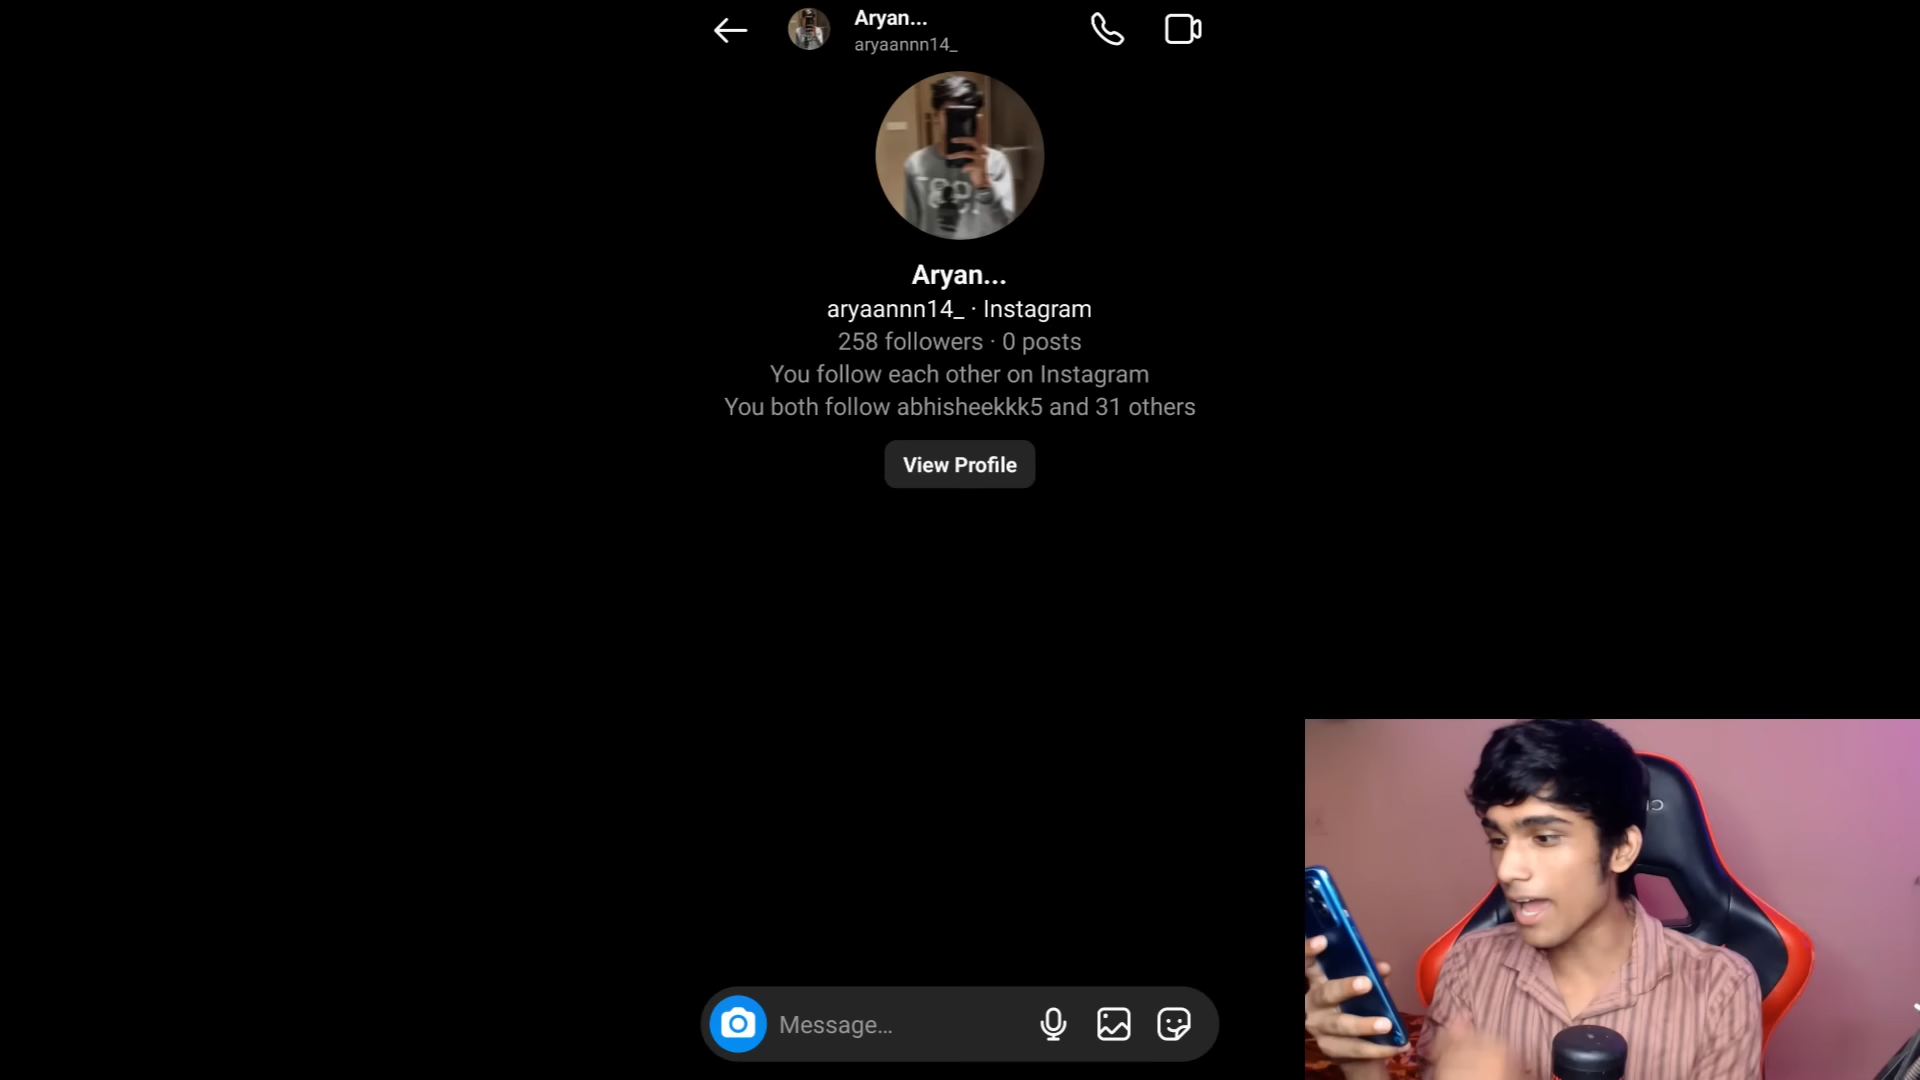 Aryan...
aryaannn14_
Aryan...
aryaannn14_ · Instagram
258 followers · 0 posts
You follow each other on Instagram
You both follow abhisheekkk5 and 31 others
View Profile
Message...